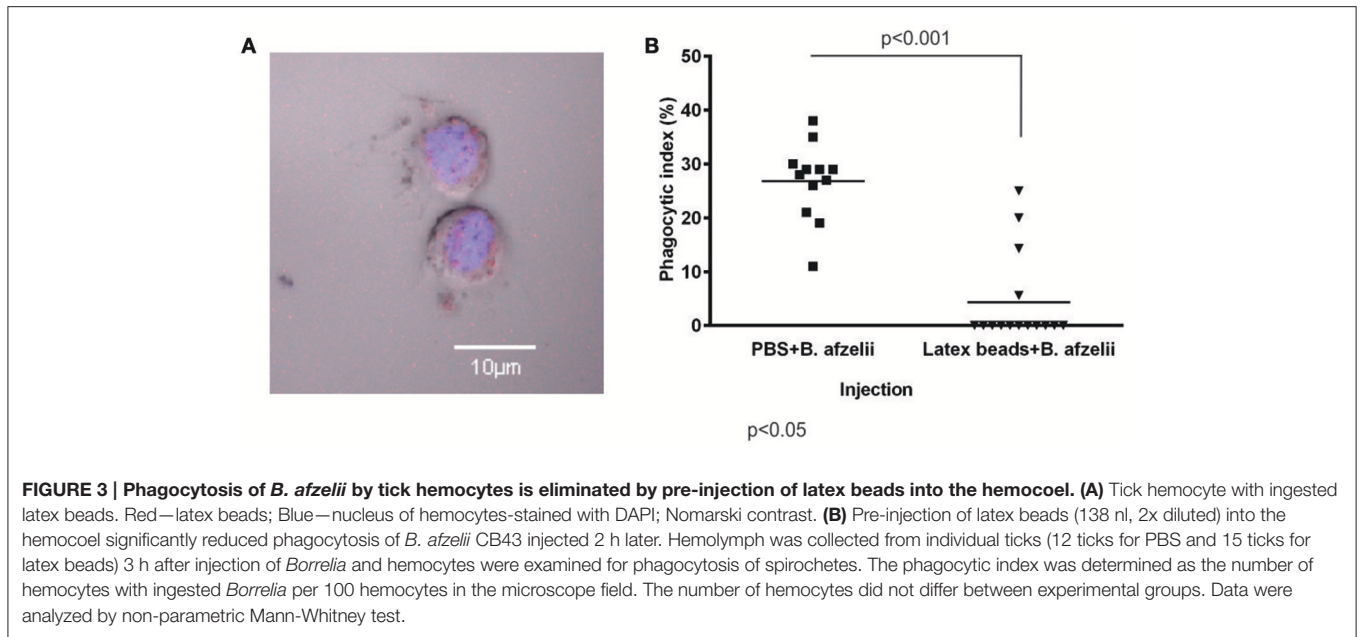 A
10µm
B
p<0.001
50
40
30
20
10
0
Phagocytic index (%)
PBS+B. afzelii
Latex beads+B. afzelii
Injection
p<0.05
FIGURE 3 | Phagocytosis of B. afzelii by tick hemocytes is eliminated by pre-injection of latex beads into the hemocoel. (A) Tick hemocyte with ingested
latex beads. Red—latex beads; Blue—nucleus of hemocytes-stained with DAPI; Nomarski contrast. (B) Pre-injection of latex beads (138 nl, 2x diluted) into the
hemocoel significantly reduced phagocytosis of B. afzelii CB43 injected 2 h later. Hemolymph was collected from individual ticks (12 ticks for PBS and 15 ticks for
latex beads) 3 h after injection of Borrelia and hemocytes were examined for phagocytosis of spirochetes. The phagocytic index was determined as the number of
hemocytes with ingested Borrelia per 100 hemocytes in the microscope field. The number of hemocytes did not differ between experimental groups. Data were
analyzed by non-parametric Mann-Whitney test.